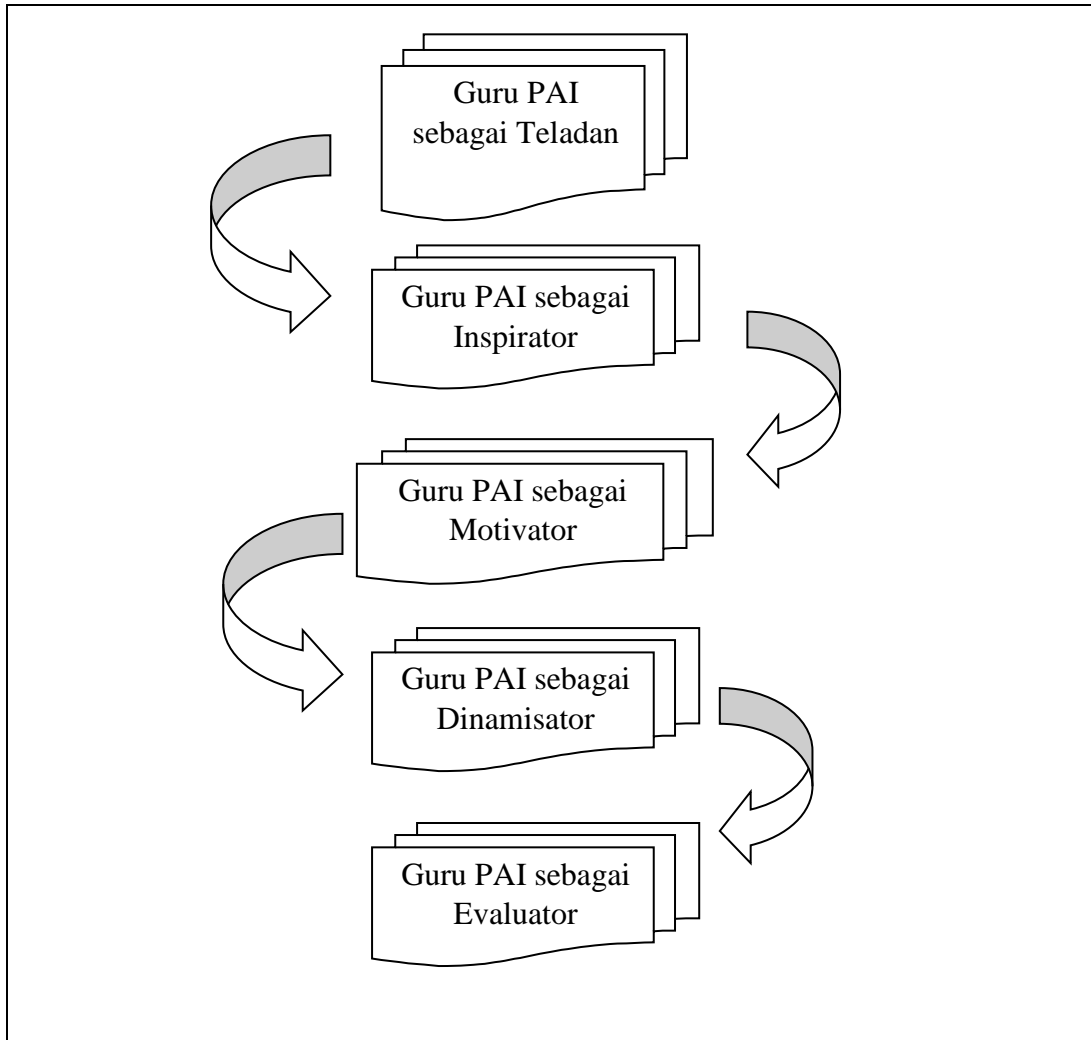 Guru PAI
sebagai Teladan
Guru PAI sebagai
Inspirator
Guru PAI sebagai
Motivator
Guru PAI sebagai
Dinamisator
Guru PAI sebagai
Evaluator